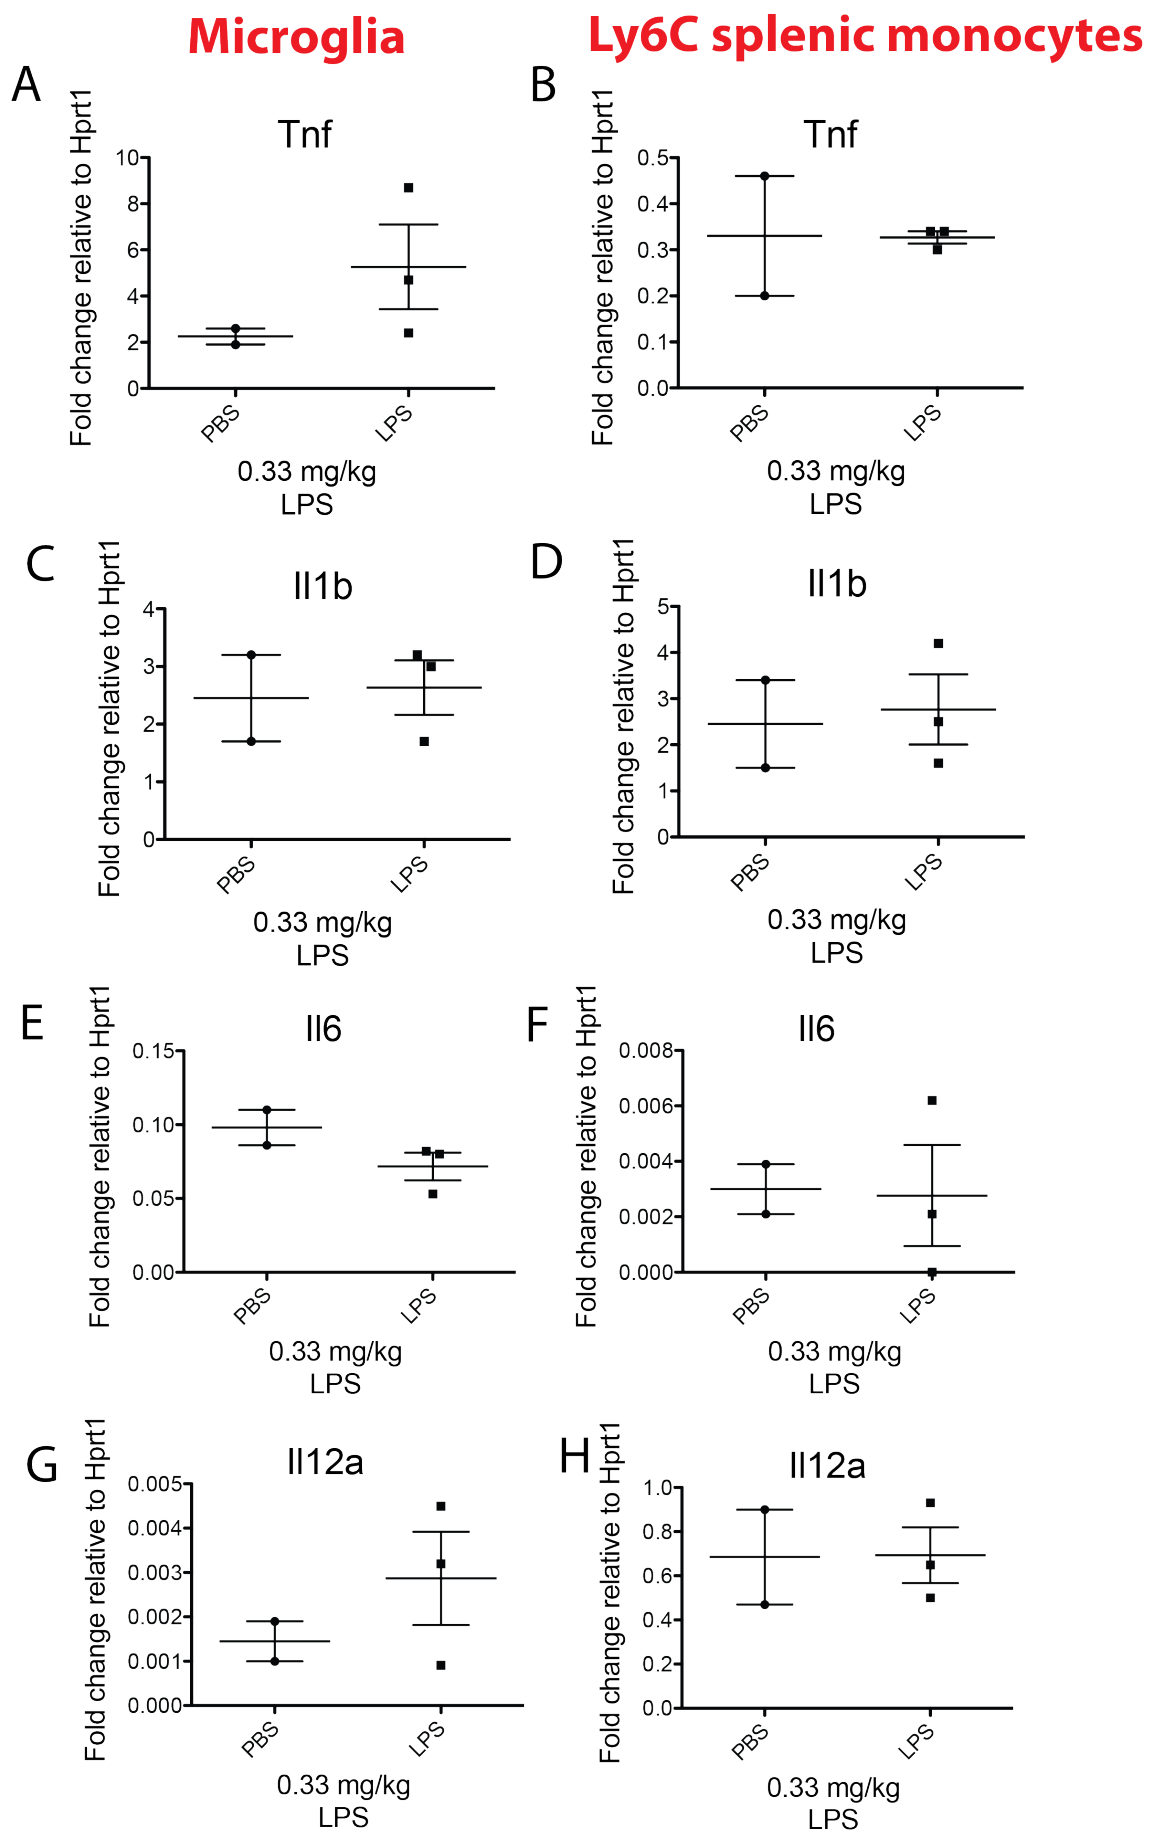 Microglia
Ly6C splenic monocytes
A
Tnf
Fold change relative to Hprt1
10
8
6
4
2
0
PBS
LPS
0.33 mg/kg
LPS
B
Tnf
Fold change relative to Hprt1
0.5
0.4
0.3
0.2
0.1
0.0
PBS
LPS
0.33 mg/kg
LPS
C
Il1b
Fold change relative to Hprt1
4
3
2
1
0
PBS
LPS
0.33 mg/kg
LPS
D
Il1b
Fold change relative to Hprt1
5
4
3
2
1
0
PBS
LPS
0.33 mg/kg
LPS
E
Il6
Fold change relative to Hprt1
0.15
0.10
0.05
0.00
PBS
LPS
0.33 mg/kg
LPS
F
Il6
Fold change relative to Hprt1
0.008
0.006
0.004
0.002
0.000
PBS
LPS
0.33 mg/kg
LPS
G
Il12a
Fold change relative to Hprt1
0.005
0.004
0.003
0.002
0.001
0.000
PBS
LPS
0.33 mg/kg
LPS
H
Il12a
Fold change relative to Hprt1
1.0
0.8
0.6
0.4
0.2
0.0
PBS
LPS
0.33 mg/kg
LPS